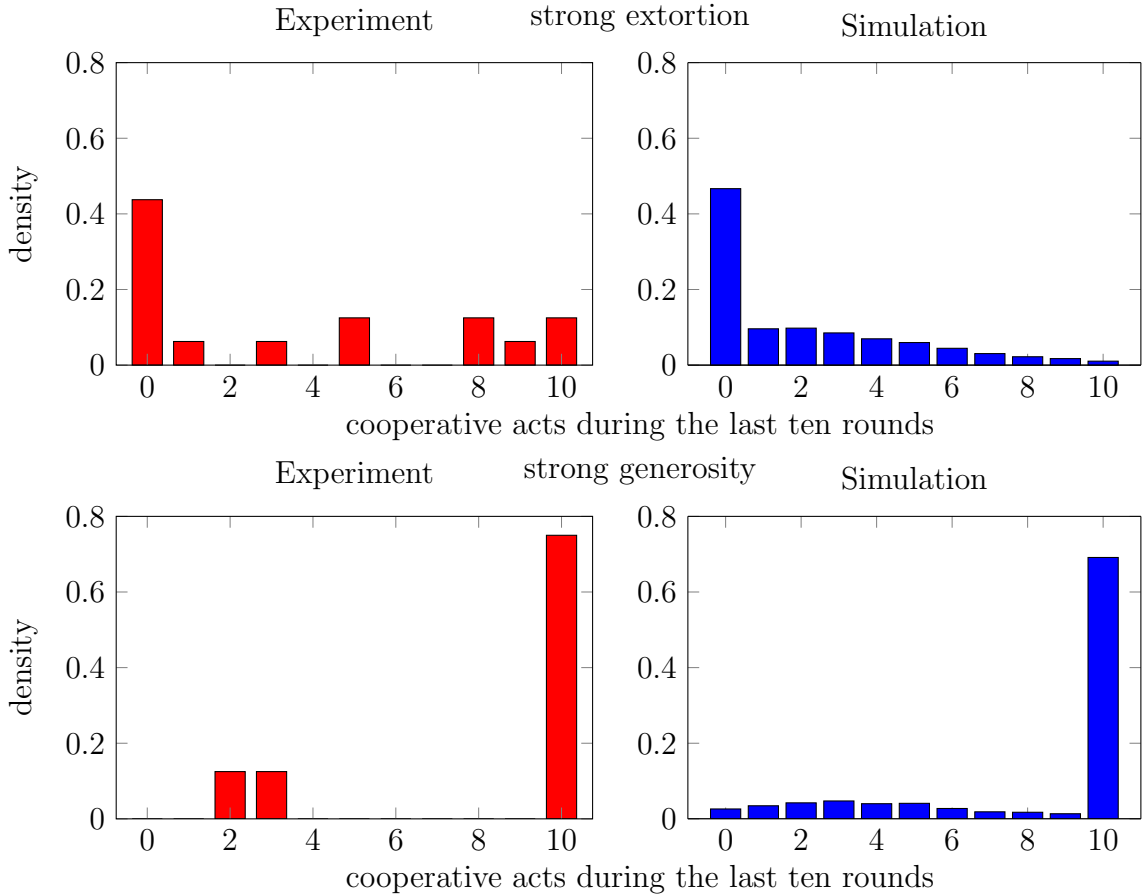 Experiment strong extortion Simulation
0.8 0.8
0.6 0.6
density
0.4 0.4
0.2 0.2
0 0
0 2 4 6 8 10 0 2 4 6 8 10
cooperative acts during the last ten rounds
Experiment strong generosity Simulation
0.8 0.8
0.6 0.6
density
0.4 0.4
0.2 0.2
0 0
0 2 4 6 8 10 0 2 4 6 8 10
cooperative acts during the last ten rounds